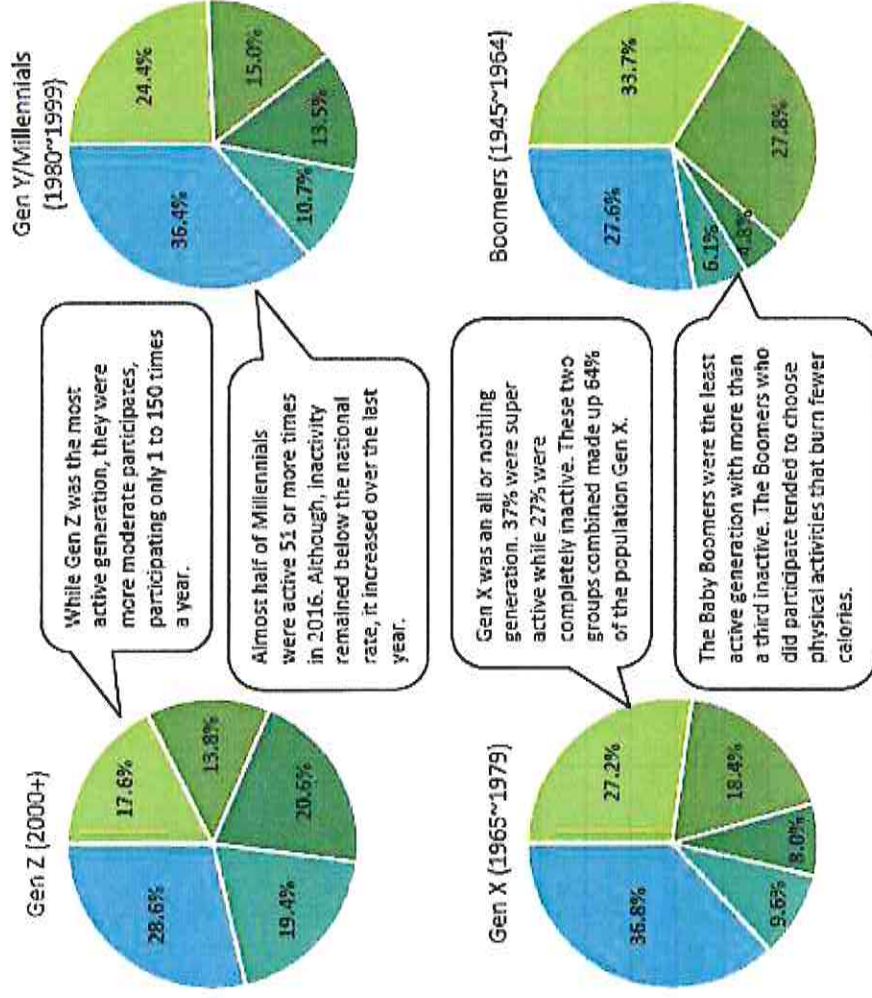 Gen Z (2000+)
28.6%
17.6%
13.8%
20.6%
19.4%
While Gen Z was the most
active generation, they were
more moderate participates,
participating only 1 to 150 times
a year.
Gen Y/Millennials
(1980~1999)
36.4%
24.4%
15.0%
13.5%
10.7%
Almost half of Millennials
were active 51 or more times
in 2016. Although, inactivity
remained below the national
rate, it increased over the last
year.
Gen X (1965~1979)
36.8%
27.2%
18.4%
8.0%
9.6%
Gen X was an all or nothing
generation. 37% were super
active while 27% were
completely inactive. These two
groups combined made up 64%
of the population Gen X.
Boomers (1945~1964)
27.6%
33.7%
27.8%
4.8%
6.1%
The Baby Boomers were the least
active generation with more than
a third inactive. The Boomers who
did participate tended to choose
physical activities that burn fewer
calories.